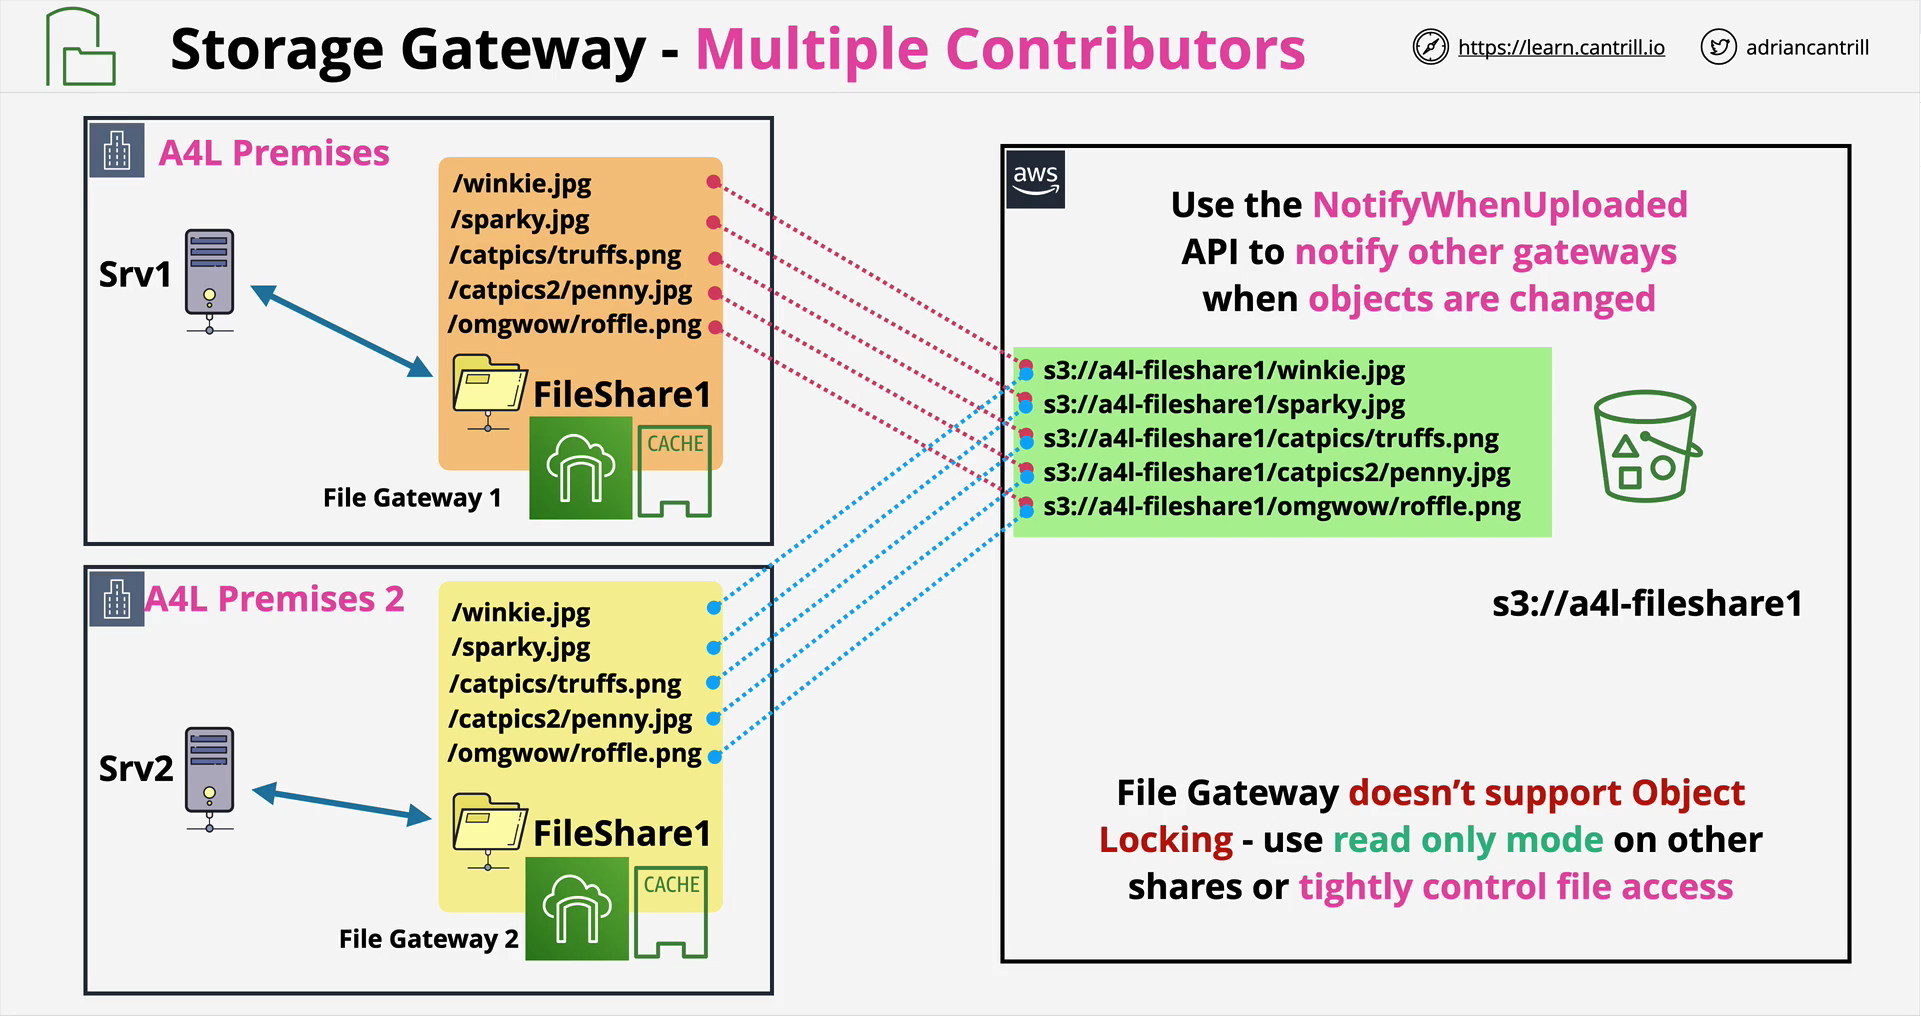 Storage Gateway - Multiple Contributors
https://learn.cantrill.io
adriancantrill
A4L Premises
/winkie.jpg
/sparky.jpg
/catpics/truffs.png
/catpics2/penny.jpg
/omgwow/roffle.png
Srv1
FileShare1
CACHE
File Gateway 1
A4L Premises 2
/winkie.jpg
/sparky.jpg
/catpics/truffs.png
/catpics2/penny.jpg
/omgwow/roffle.png
Srv2
FileShare1
CACHE
File Gateway 2
aws
Use the NotifyWhenUploaded
API to notify other gateways
when objects are changed
s3://a4l-fileshare1/winkie.jpg
s3://a4l-fileshare1/sparky.jpg
s3://a4l-fileshare1/catpics/truffs.png
s3://a4l-fileshare1/catpics2/penny.jpg
s3://a4l-fileshare1/omgwow/roffle.png
s3://a4l-fileshare1
File Gateway doesn’t support Object
Locking - use read only mode on other
shares or tightly control file access